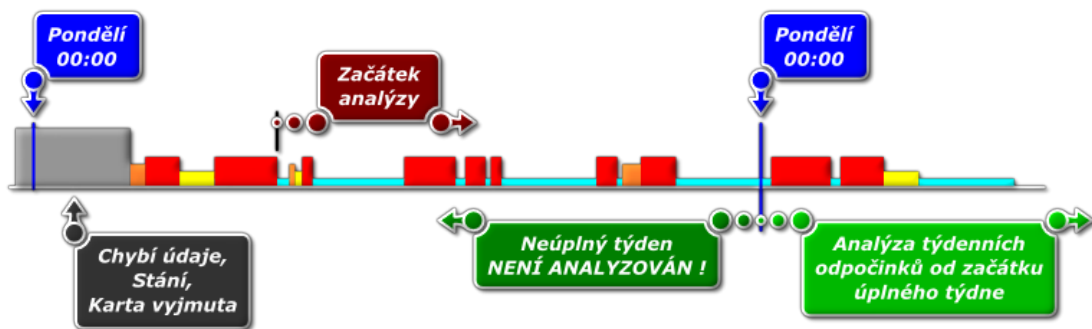 Pondělí
00:00
Začátek
analýzy
Pondělí
00:00
Chybí údaje,
Stání,
Karta vyjmuta
Neúplný týden
NENÍ ANALYZOVÁN !
Analýza týdenních
odpočinků od začátku
úplného týdne